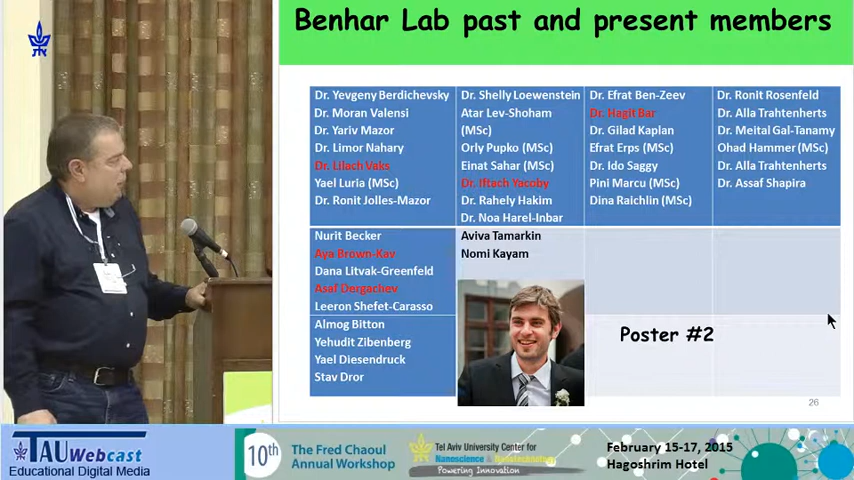 Benhar Lab past and present members
Dr. Yevgeny Berdichevsky
Dr. Moran Valensi
Dr. Yariv Mazor
Dr. Limor Nahary
Dr. Lilach Vaks
Yael Luria (MSc)
Dr. Ronit Jolles-Mazor
Dr. Shelly Loewenstein
Atar Lev-Shoham
(MSc)
Orly Pupko (MSc)
Einat Sahar (MSc)
Dr. Iftach Yacoby
Dr. Rahely Hakim
Dr. Noa Harel-Inbar
Dr. Efrat Ben-Zeev
Dr. Hagit Bar
Dr. Gilad Kaplan
Efrat Erps (MSc)
Dr. Ido Saggy
Pini Marcu (MSc)
Dina Raichlin (MSc)
Dr. Ronit Rosenfeld
Dr. Alla Trahtenherts
Dr. Meital Gal-Tanamy
Ohad Hammer (MSc)
Dr. Alla Trahtenherts
Dr. Assaf Shapira
Nurit Becker
Aya Brown-Kav
Dana Litvak-Greenfeld
Asaf Dergachev
Leeron Shefet-Carasso
Aviva Tamarkin
Nomi Kayam
Almog Bitton
Yehudit Zibenberg
Yael Diesendruck
Stav Dror
Poster #2
26
TAU Webcast
Educational Digital Media
10th
The Fred Chaoul
Annual Workshop
Tel Aviv University Center for
Nanoscience & Nanotechnology
Powering Innovation
February 15-17, 2015
Hagoshrim Hotel